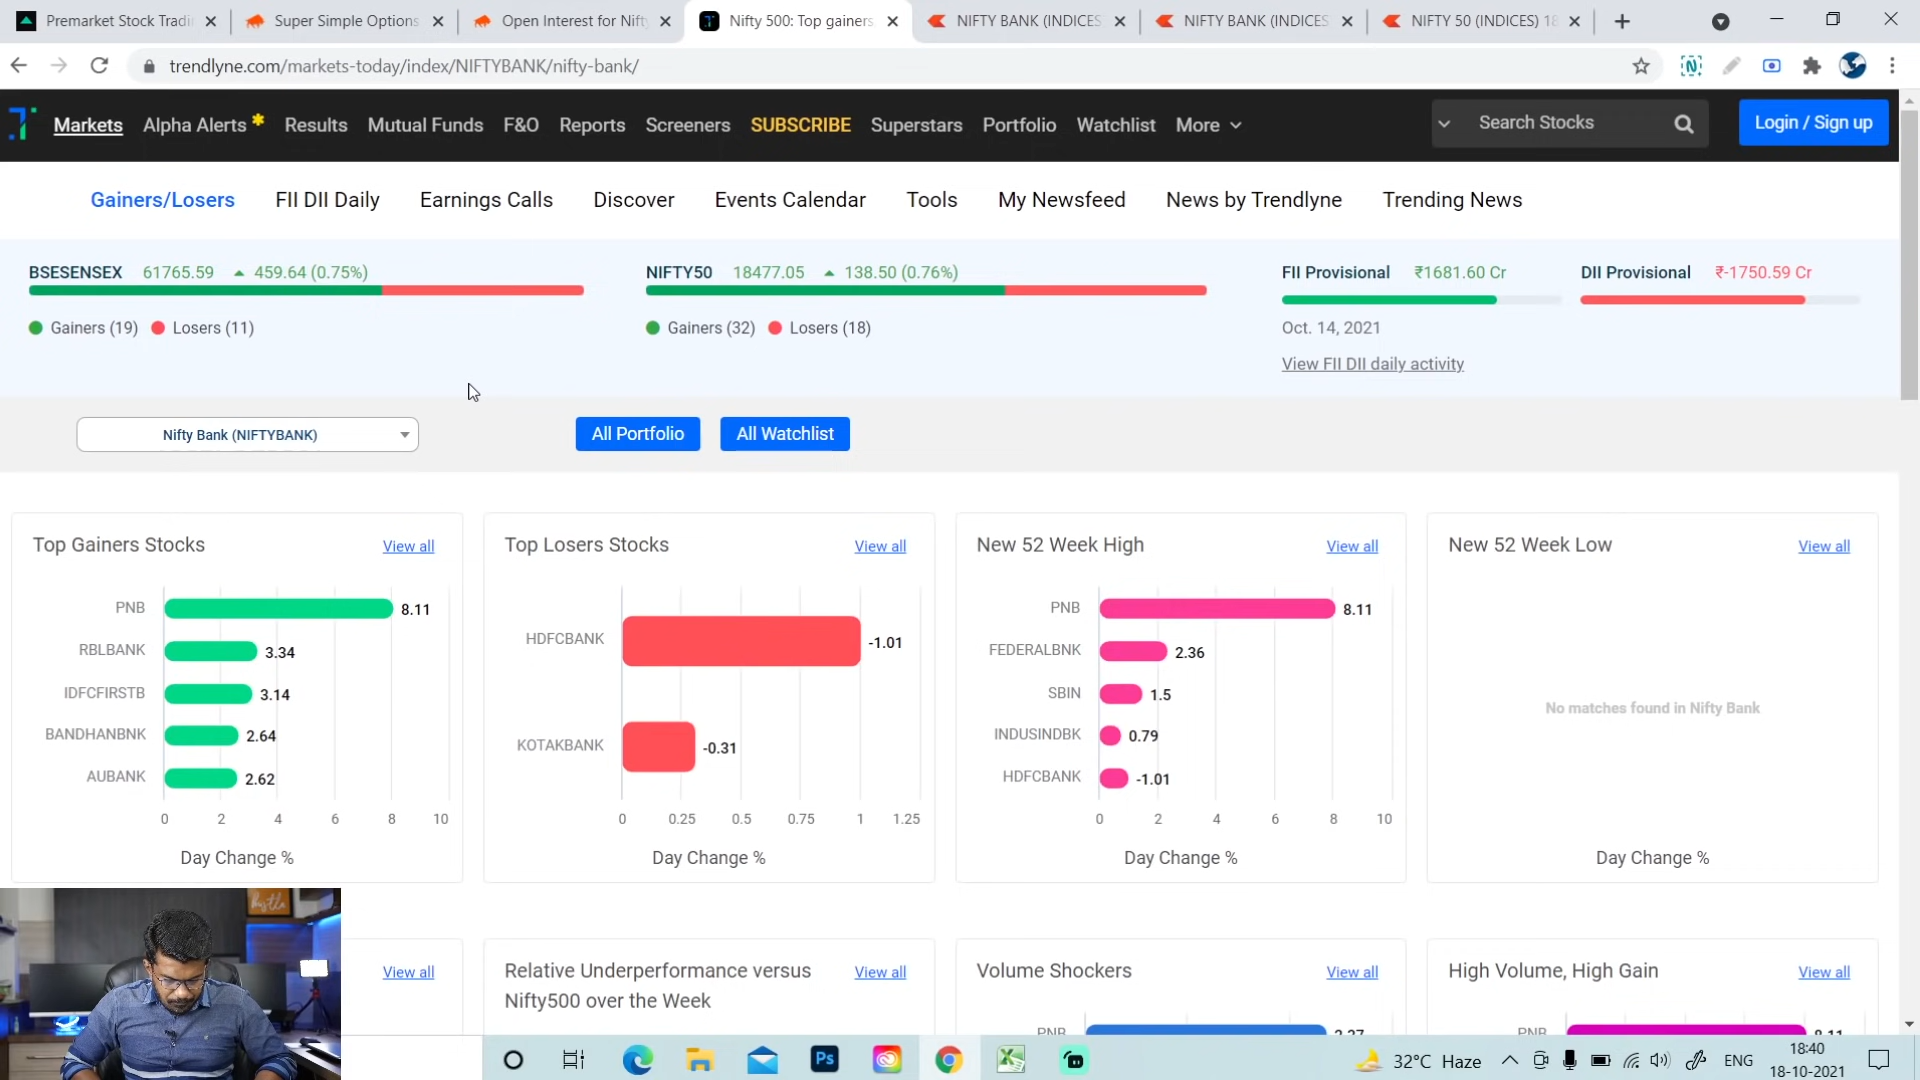 Premarket Stock Tradi
Super Simple Options
Open Interest for Nift
Nifty 500: Top gainers
NIFTY BANK (INDICES
NIFTY BANK (INDICES
NIFTY 50 (INDICES) 18
trendlyne.com/markets-today/index/NIFTYBANK/nifty-bank/
Markets Alpha Alerts Results Mutual Funds F&O Reports Screeners SUBSCRIBE Superstars Portfolio Watchlist More Search Stocks Login / Sign up
Gainers/Losers FII DII Daily Earnings Calls Discover Events Calendar Tools My Newsfeed News by Trendlyne Trending News
BSESENSEX 61765.59 459.64 (0.75%)
Gainers (19) Losers (11)
NIFTY50 18477.05 138.50 (0.76%)
Gainers (32) Losers (18)
FII Provisional ₹1681.60 Cr
DII Provisional ₹-1750.59 Cr
Oct. 14, 2021
View FII DII daily activity
Nifty Bank (NIFTYBANK) All Portfolio All Watchlist
Top Gainers Stocks View all
PNB 8.11
RBLBANK 3.34
IDFCFIRSTB 3.14
BANDHANBNK 2.64
AUBANK 2.62
0 2 4 6 8 10
Day Change %
Top Losers Stocks View all
HDFCBANK -1.01
KOTAKBANK -0.31
0 0.25 0.5 0.75 1 1.25
Day Change %
New 52 Week High View all
PNB 8.11
FEDERALBNK 2.36
SBIN 1.5
INDUSINDBK 0.79
HDFCBANK -1.01
0 2 4 6 8 10
Day Change %
New 52 Week Low View all
No matches found in Nifty Bank
Day Change %
View all
Relative Underperformance versus View all
Nifty500 over the Week
Volume Shockers View all
PNB 2.27
High Volume, High Gain View all
PNB 8.11
hustle
Ps
32°C Haze ENG
18:40
18-10-2021